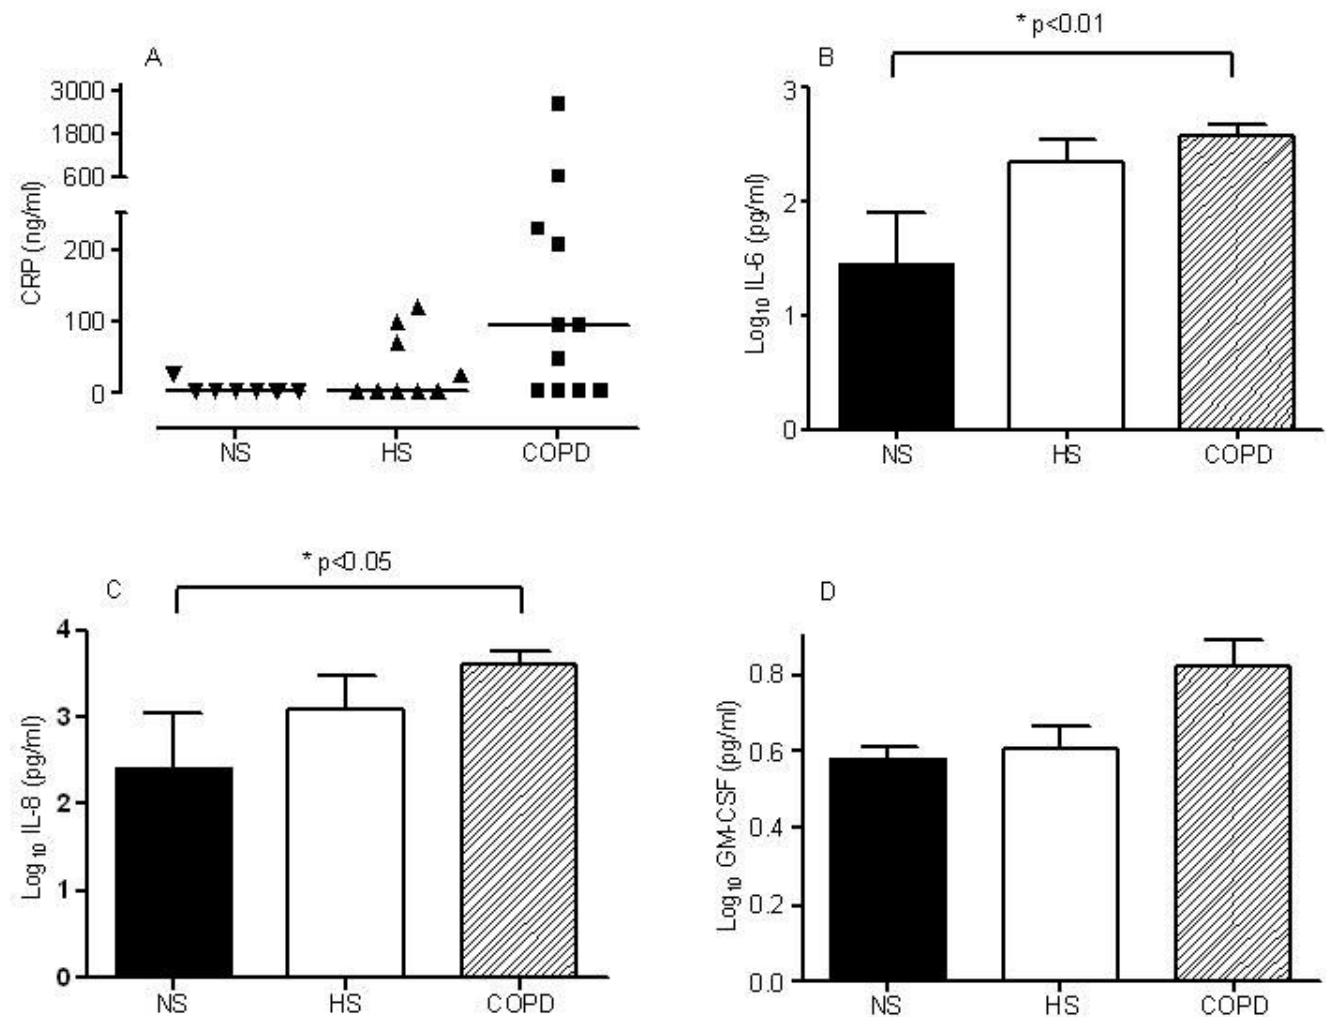 A
CRP (ng/ml)
3000
1800
600
200
100
0
NS HS COPD
* p<0.01
B
Log10 IL-6 (pg/ml)
3
2
1
0
NS HS COPD
* p<0.05
C
Log 10 IL-8 (pg/ml)
4
3
2
1
0
NS HS COPD
D
Log10 GM-CSF (pg/ml)
0.8
0.6
0.4
0.2
0.0
NS HS COPD